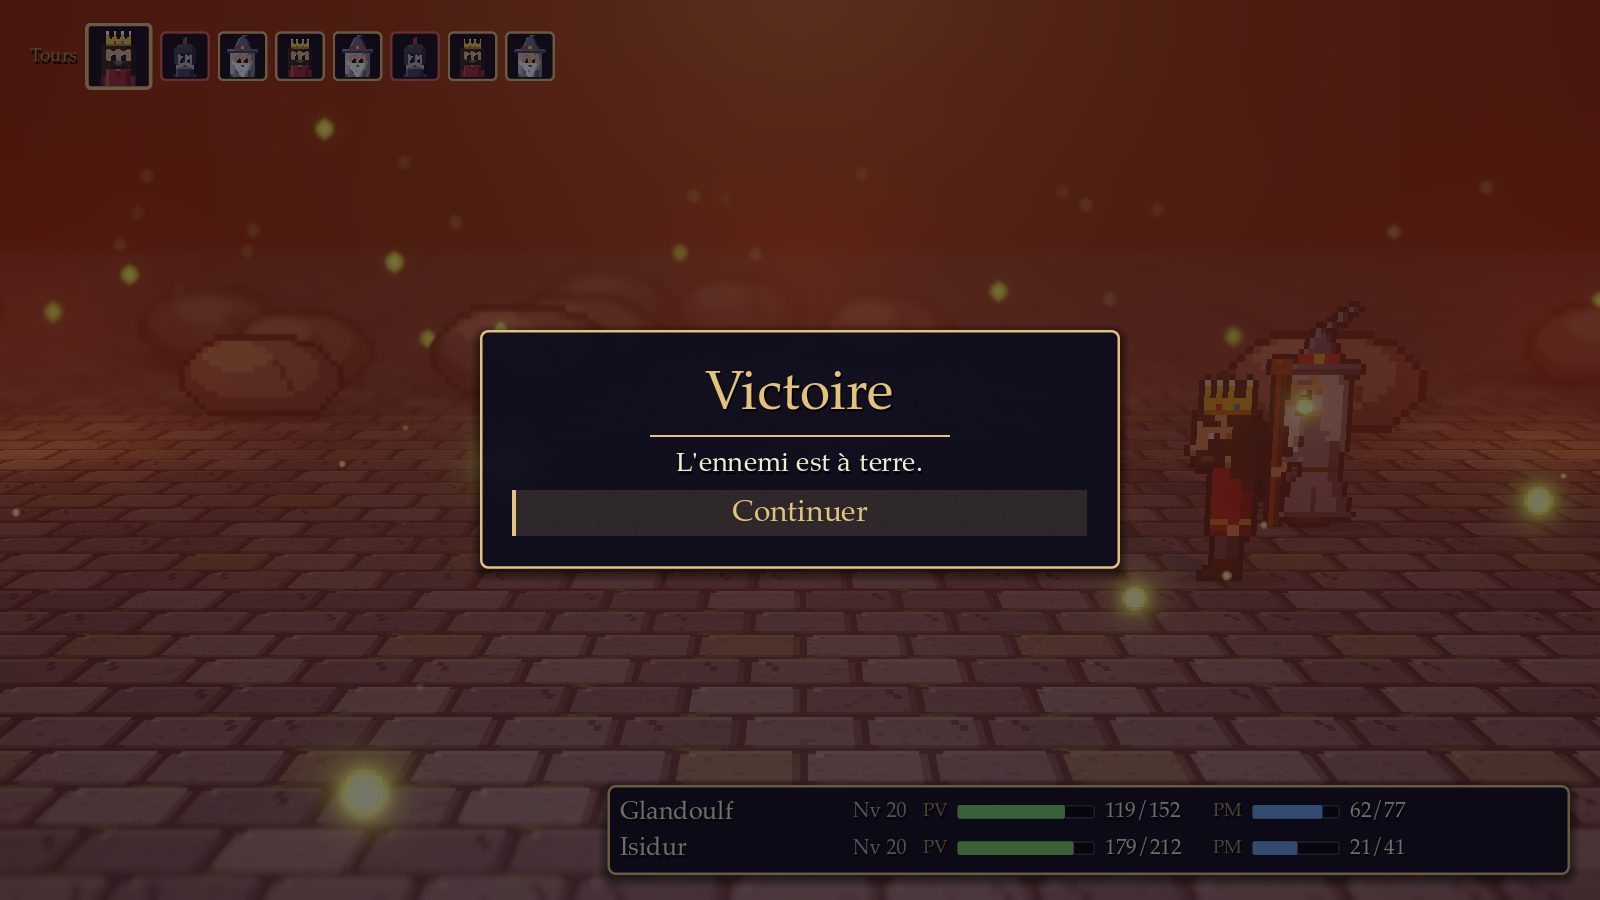 Tours
Victoire
L'ennemi est à terre.
Continuer
Glandoulf Nv 20 PV 119/152 PM 62/77
Isidur Nv 20 PV 179/212 PM 21/41